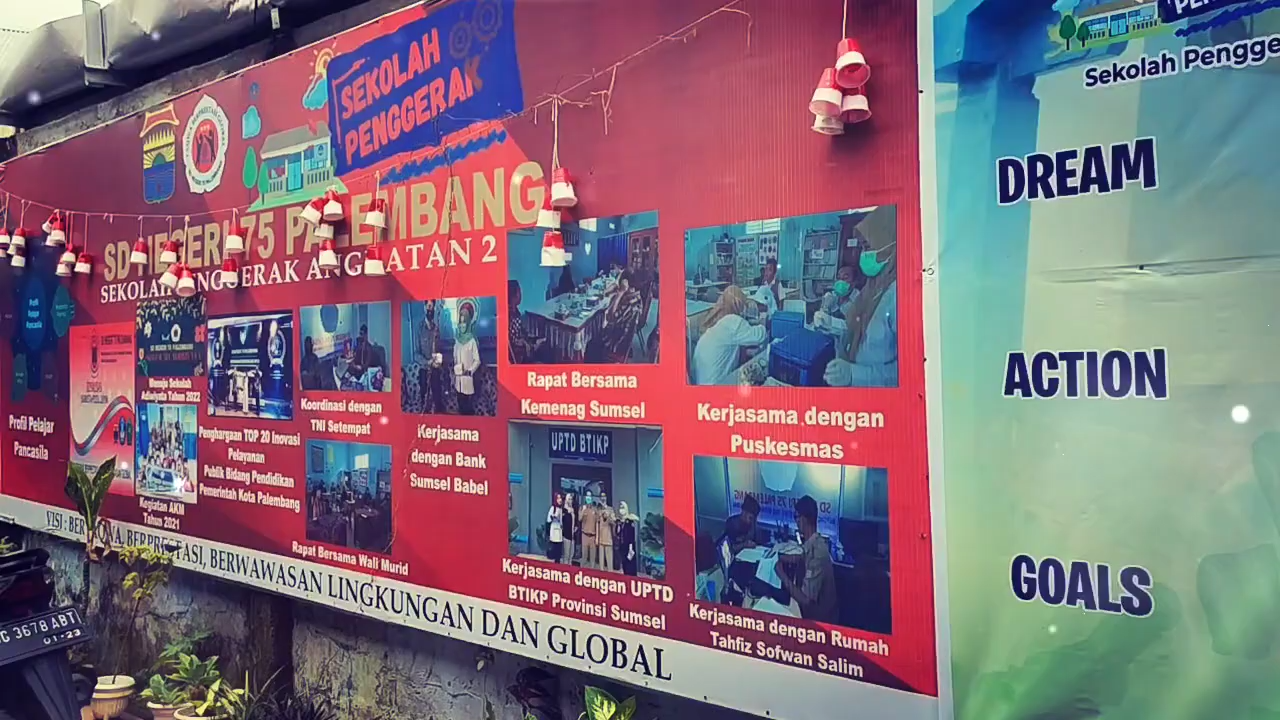 SEKOLAH
PENGGERAK
SD NEGERI 75 PALEMBANG
SEKOLAH PENGGERAK ANGKATAN 2
Profil Pelajar
Pancasila
Menuju Sekolah
Adiwiyata Tahun 2022
Kegiatan AKM
Tahun 2021
Penghargaan TOP 20 Inovasi
Pelayanan
Publik Bidang Pendidikan
Pemerintah Kota Palembang
Koordinasi dengan
TNI Setempat
Rapat Bersama Wali Murid
Kerjasama
dengan Bank
Sumsel Babel
Rapat Bersama
Kemenag Sumsel
UPTD BTIKP
Kerjasama dengan UPTD
BTIKP Provinsi Sumsel
Kerjasama dengan
Puskesmas
SD NEGERI 75 PALEMBANG
Kerjasama dengan Rumah
Tahfiz Sofwan Salim
VISI : BERPRESTASI, BERWAWASAN LINGKUNGAN DAN GLOBAL
G 3678 ABT
01·23
Sekolah Pengge
DREAM
ACTION
GOALS